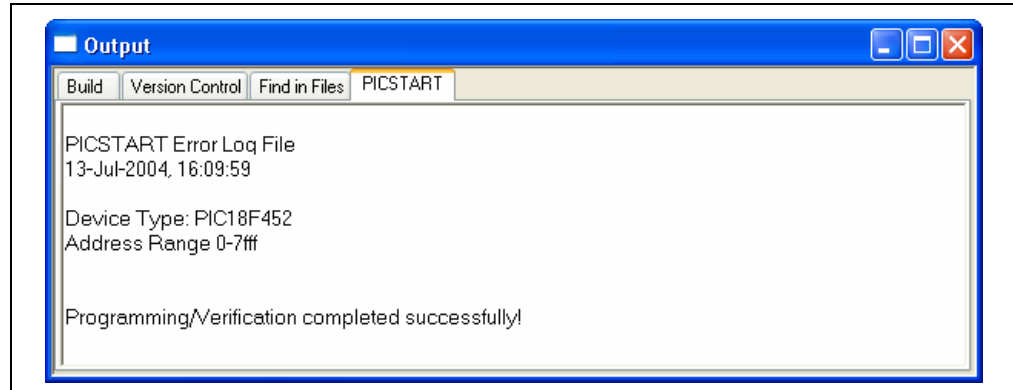 Output
Build Version Control Find in Files PICSTART
PICSTART Error Log File
13-Jul-2004, 16:09:59
Device Type: PIC18F452
Address Range 0-7fff
Programming/Verification completed successfully!